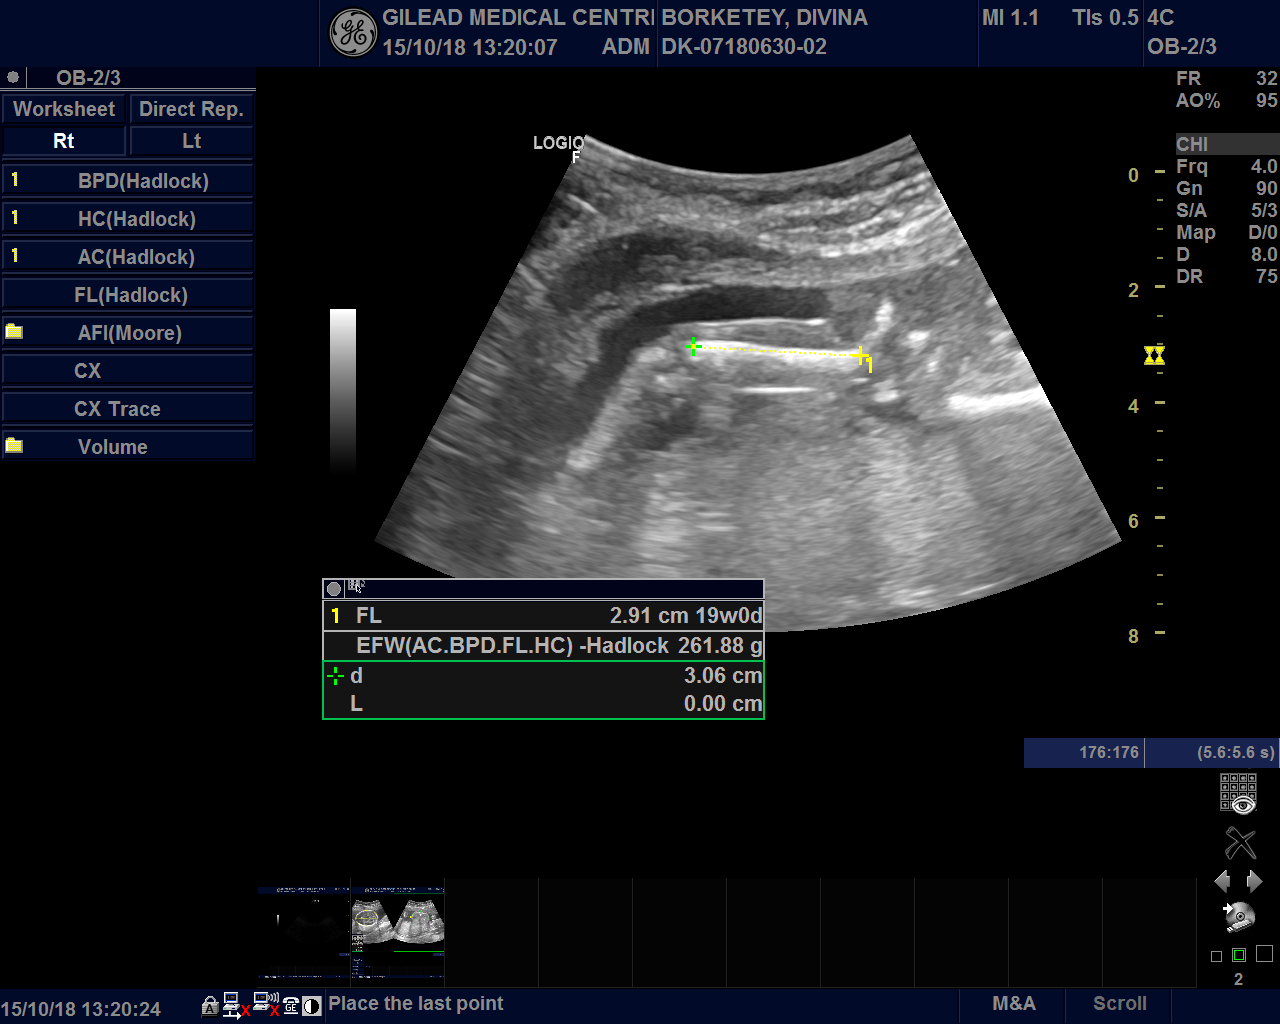 GILEAD MEDICAL CENTR
15/10/18 13:20:07 ADM
BORKETEY, DIVINA
DK-07180630-02
MI 1.1 TIs 0.5
4C
OB-2/3
OB-2/3
Worksheet Direct Rep.
Rt Lt
1 BPD(Hadlock)
1 HC(Hadlock)
1 AC(Hadlock)
FL(Hadlock)
AFI(Moore)
CX
CX Trace
Volume
LOGIQ
F
FR 32
AO% 95
CHI
Frq 4.0
Gn 90
S/A 5/3
Map D/0
D 8.0
DR 75
0
2
4
6
8
1
1 FL 2.91 cm 19w0d
EFW(AC.BPD.FL.HC) -Hadlock 261.88 g
d 3.06 cm
L 0.00 cm
176:176 (5.6:5.6 s)
2
15/10/18 13:20:24
Place the last point
M&A
Scroll